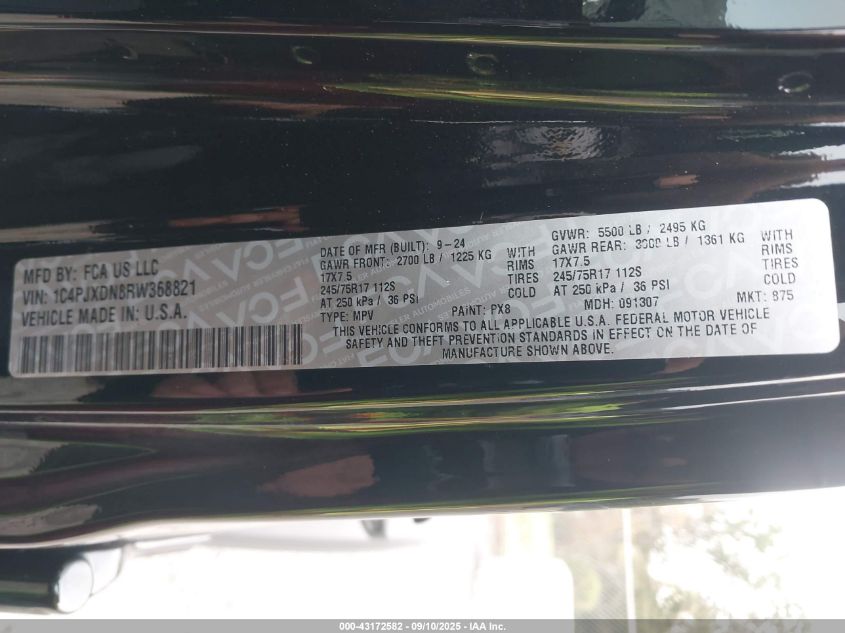 MFD BY: FCA US LLC
VIN: 1C4PJXDN8RW368821
VEHICLE MADE IN: U.S.A.
DATE OF MFR (BUILT): 9-24
GAWR FRONT: 2700 LB / 1225 KG WITH
17X7.5 RIMS
245/75R17 112S TIRES
AT 250 kPa / 36 PSI COLD
TYPE: MPV PAINT: PX8
GVWR: 5500 LB / 2495 KG
GAWR REAR: 3000 LB / 1361 KG WITH
17X7.5 RIMS
245/75R17 112S TIRES
AT 250 kPa / 36 PSI COLD
MDH: 091307 MKT: 875
THIS VEHICLE CONFORMS TO ALL APPLICABLE U.S.A. FEDERAL MOTOR VEHICLE
SAFETY AND THEFT PREVENTION STANDARDS IN EFFECT ON THE DATE OF
MANUFACTURE SHOWN ABOVE.
000-43172582 - 09/10/2025 - IAA Inc.